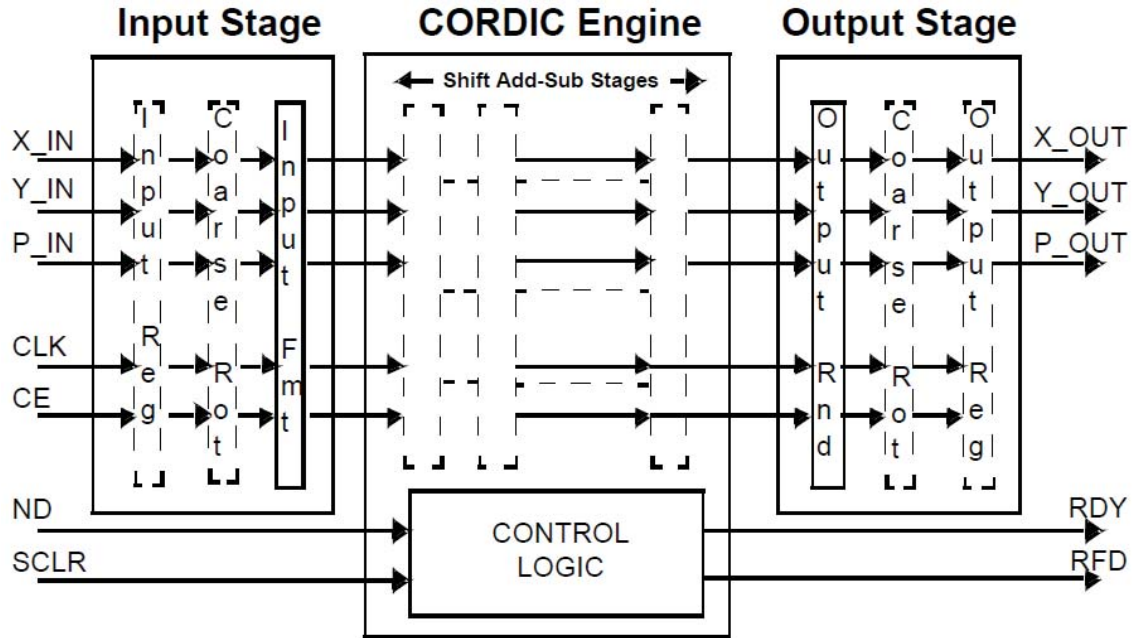 Input Stage
CORDIC Engine
Output Stage
Shift Add-Sub Stages
X_IN
Y_IN
P_IN
CLK
CE
ND
SCLR
Input Reg
Coarse Rot
Input Fmt
Output Rnd
Coarse Rot
Output Reg
X_OUT
Y_OUT
P_OUT
CONTROL
LOGIC
RDY
RFD